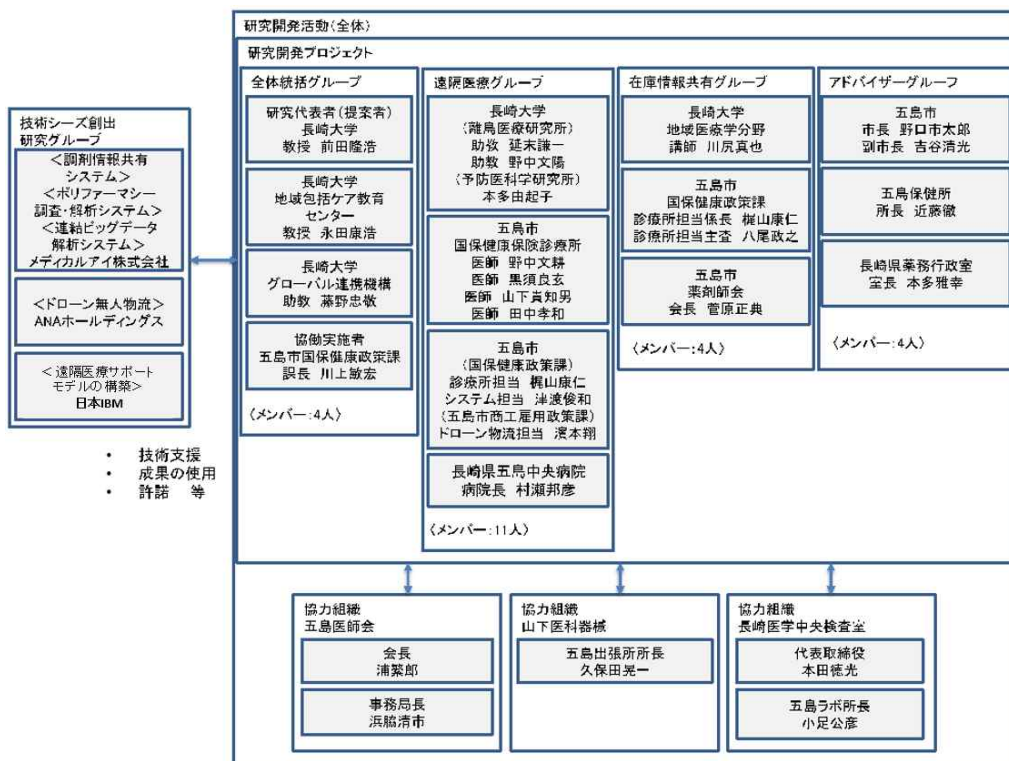 研究開発活動(全体)
研究開発プロジェクト
技術シーズ創出
研究グループ
<調剤情報共有
システム>
<ポリファーマシー
調査・解析システム>
<連結ビッグデータ
解析システム>
メディカルアイ株式会社
<ドローン無人物流>
ANAホールディングス
<遠隔医療サポート
モデルの構築>
日本IBM
• 技術支援
• 成果の使用
• 許諾 等
全体統括グループ
研究代表者(提案者)
長崎大学
教授 前田隆浩
長崎大学
地域包括ケア教育
センター
教授 永田康浩
長崎大学
グローバル連携機構
助教 藤野忠敬
協働実施者
五島市国保健康政策課
課長 川上敏宏
〈メンバー:4人〉
遠隔医療グループ
長崎大学
(離島医療研究所)
助教 延末謙一
助教 野中文陽
(予防医科学研究所)
本多由起子
五島市
国保健康保険診療所
医師 野中文耕
医師 黒須良玄
医師 山下真知男
医師 田中孝和
五島市
(国保健康政策課)
診療所担当 梶山康仁
システム担当 津渡俊和
(五島市商工雇用政策課)
ドローン物流担当 濱本翔
長崎県五島中央病院
病院長 村瀬邦彦
〈メンバー:11人〉
在庫情報共有グループ
長崎大学
地域医療学分野
講師 川尻真也
五島市
国保健康政策課
診療所担当係長 梶山康仁
診療所担当主査 八尾政之
五島市
薬剤師会
会長 菅原正典
〈メンバー:4人〉
アドバイザーグループ
五島市
市長 野口市太郎
副市長 吉谷清光
五島保健所
所長 近藤徹
長崎県薬務行政室
室長 本多雅幸
〈メンバー:4人〉
協力組織
五島医師会
会長
浦繁郎
事務局長
浜脇清市
協力組織
山下医科器械
五島出張所所長
久保田晃一
協力組織
長崎医学中央検査室
代表取締役
本田徳光
五島ラボ所長
小足公彦